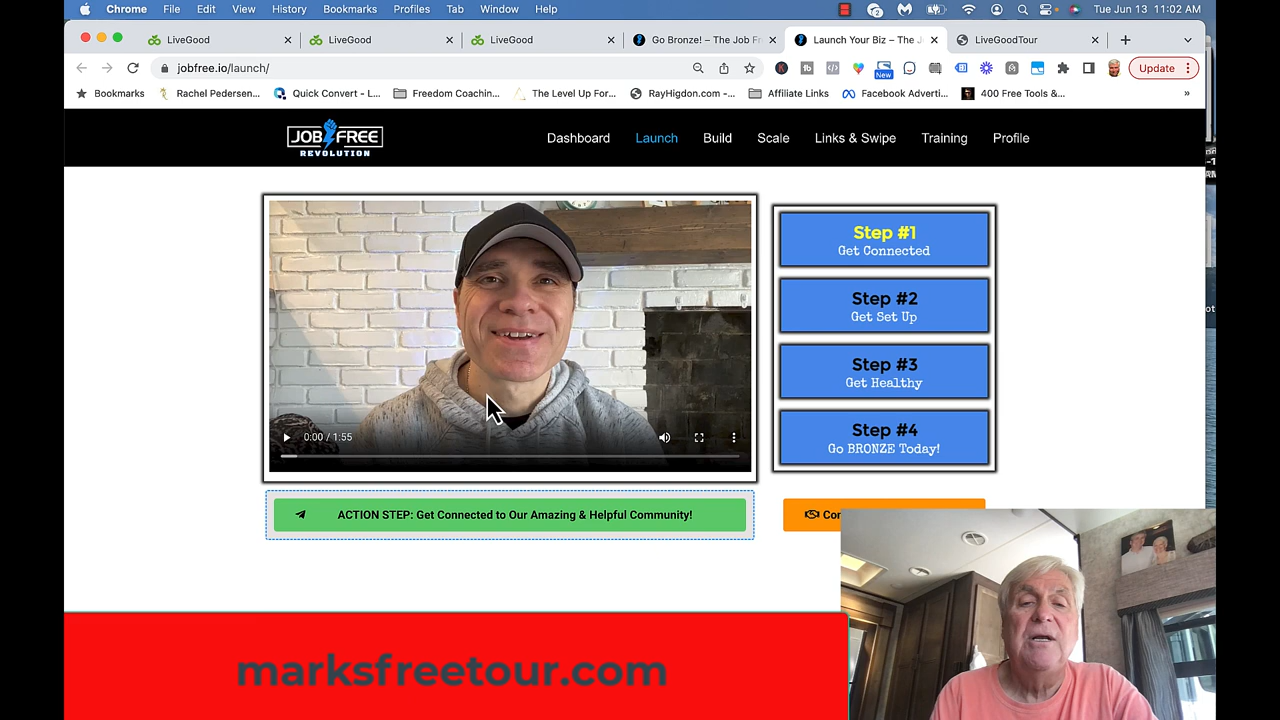 Chrome File Edit View History Bookmarks Profiles Tab Window Help
2
Tue Jun 13 11:02 AM
LiveGood
LiveGood
LiveGood
Go Bronze! – The Job Fr
Launch Your Biz – The J
LiveGoodTour
jobfree.io/launch/
New
Update
Bookmarks
Rachel Pedersen...
Quick Convert - L...
Freedom Coachin...
The Level Up For...
RayHigdon.com -...
Affiliate Links
Facebook Adverti...
400 Free Tools &...
»
JOB FREE
REVOLUTION
Dashboard Launch Build Scale Links & Swipe Training Profile
Step #1
Get Connected
Step #2
Get Set Up
Step #3
Get Healthy
Step #4
Go BRONZE Today!
0:00 / 1:55
ACTION STEP: Get Connected to Our Amazing & Helpful Community!
marksfreetour.com